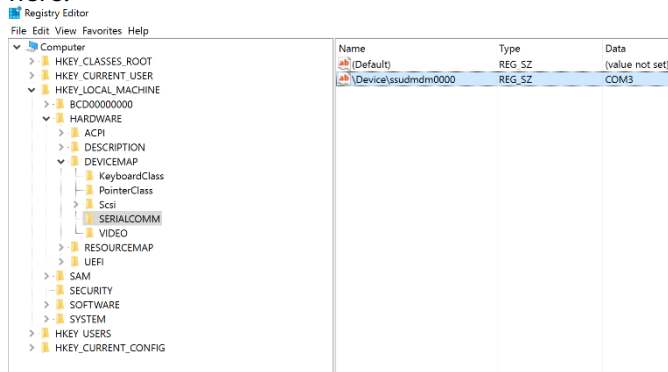 Registry Editor
File Edit View Favorites Help
Computer
HKEY_CLASSES_ROOT
HKEY_CURRENT_USER
HKEY_LOCAL_MACHINE
BCD00000000
HARDWARE
ACPI
DESCRIPTION
DEVICEMAP
KeyboardClass
PointerClass
Scsi
SERIALCOMM
VIDEO
RESOURCEMAP
UEFI
SAM
SECURITY
SOFTWARE
SYSTEM
HKEY_USERS
HKEY_CURRENT_CONFIG
Name Type Data
(Default) REG_SZ (value not set)
\Device\ssudmdm0000 REG_SZ COM3